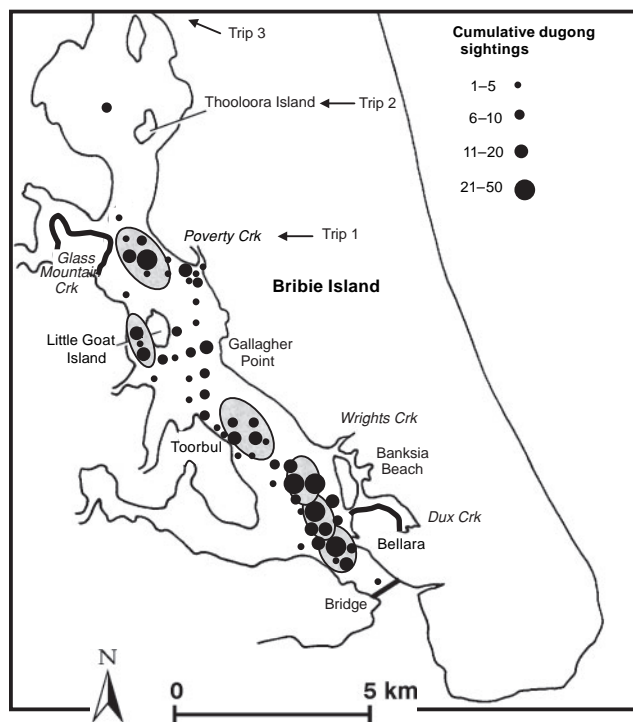 Trip 3
Cumulative dugong
sightings
1–5
6–10
11–20
21–50
Thooloora Island
Trip 2
Poverty Crk
Trip 1
Glass
Mountain
Crk
Bribie Island
Little Goat
Island
Gallagher
Point
Wrights Crk
Toorbul
Banksia
Beach
Dux Crk
Bellara
Bridge
N
0
5 km